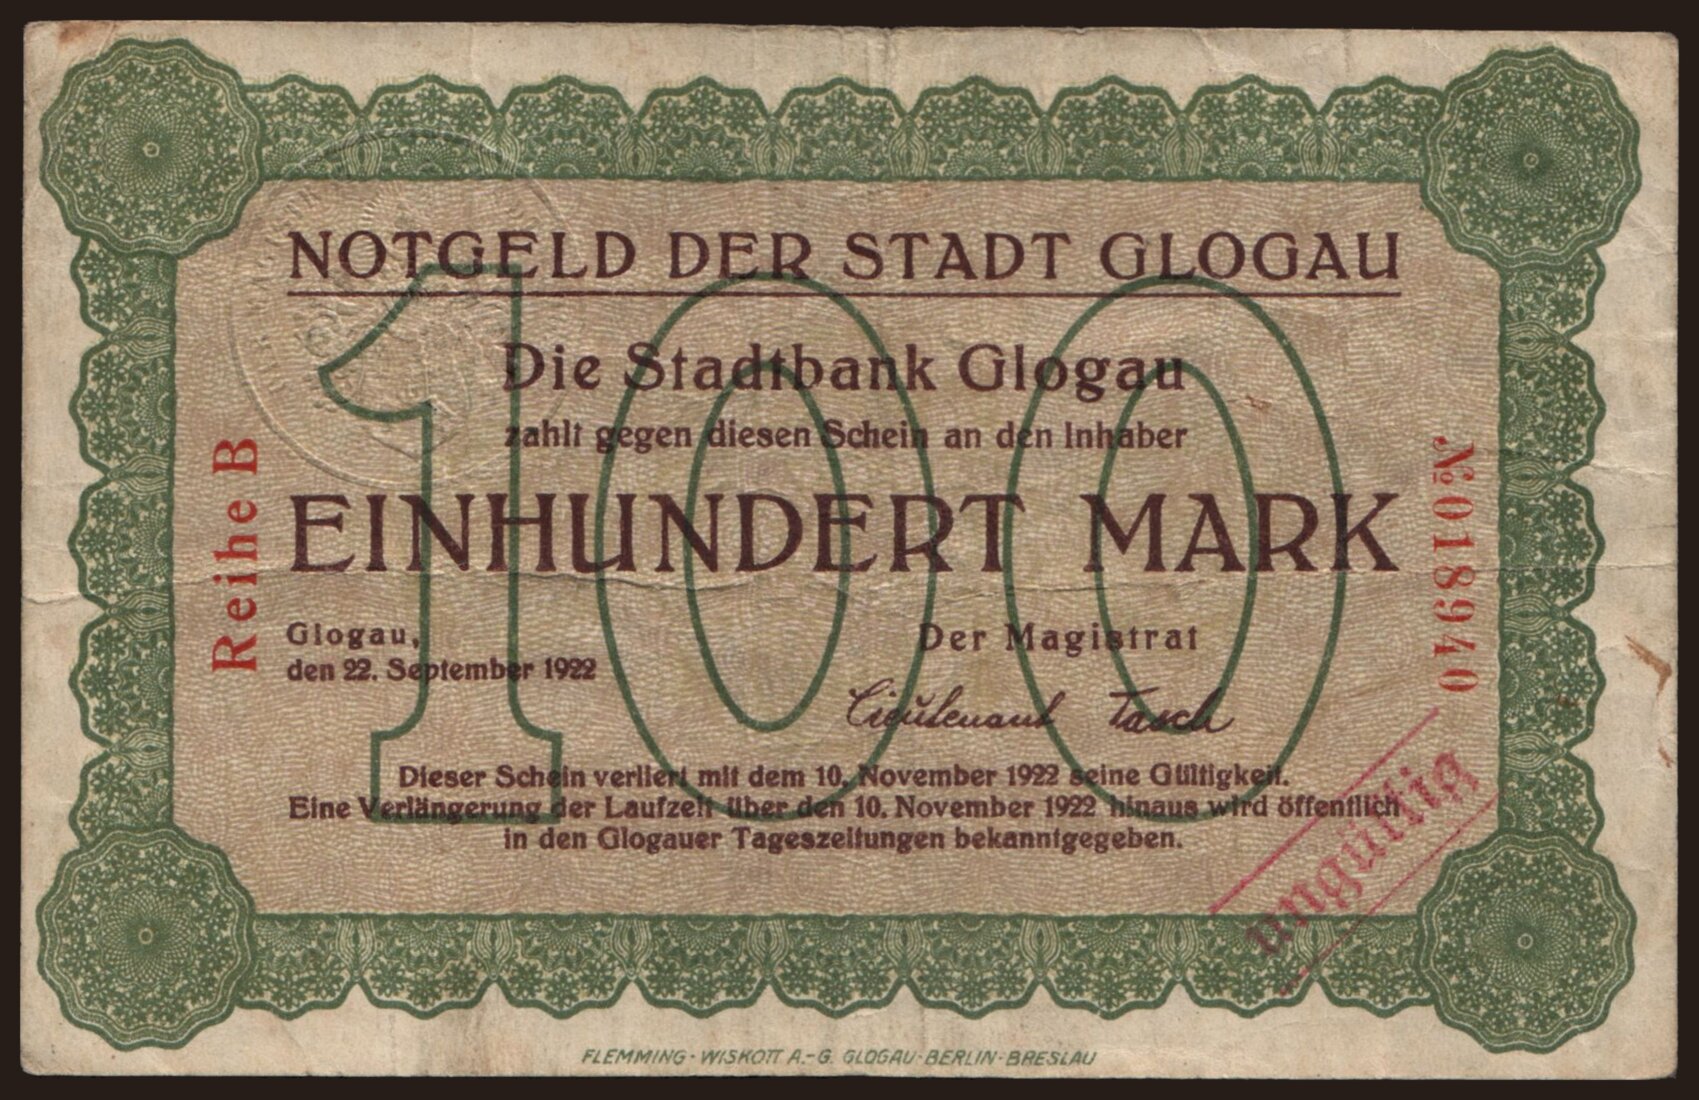 NOTGELD DER STADT GLOGAU
Die Stadtbank Glogau
zahlt gegen diesen Schein an den Inhaber
EINHUNDERT MARK
100
Reihe B
№018940
Glogau,
den 22. September 1922
Der Magistrat
Tasch
Dieser Schein verliert mit dem 10. November 1922 seine Gültigkeit.
Eine Verlängerung der Laufzeit über den 10. November 1922 hinaus wird öffentlich
in den Glogauer Tageszeitungen bekanntgegeben.
ungültig
FLEMMING-WISKOTT A.-G. GLOGAU-BERLIN-BRESLAU